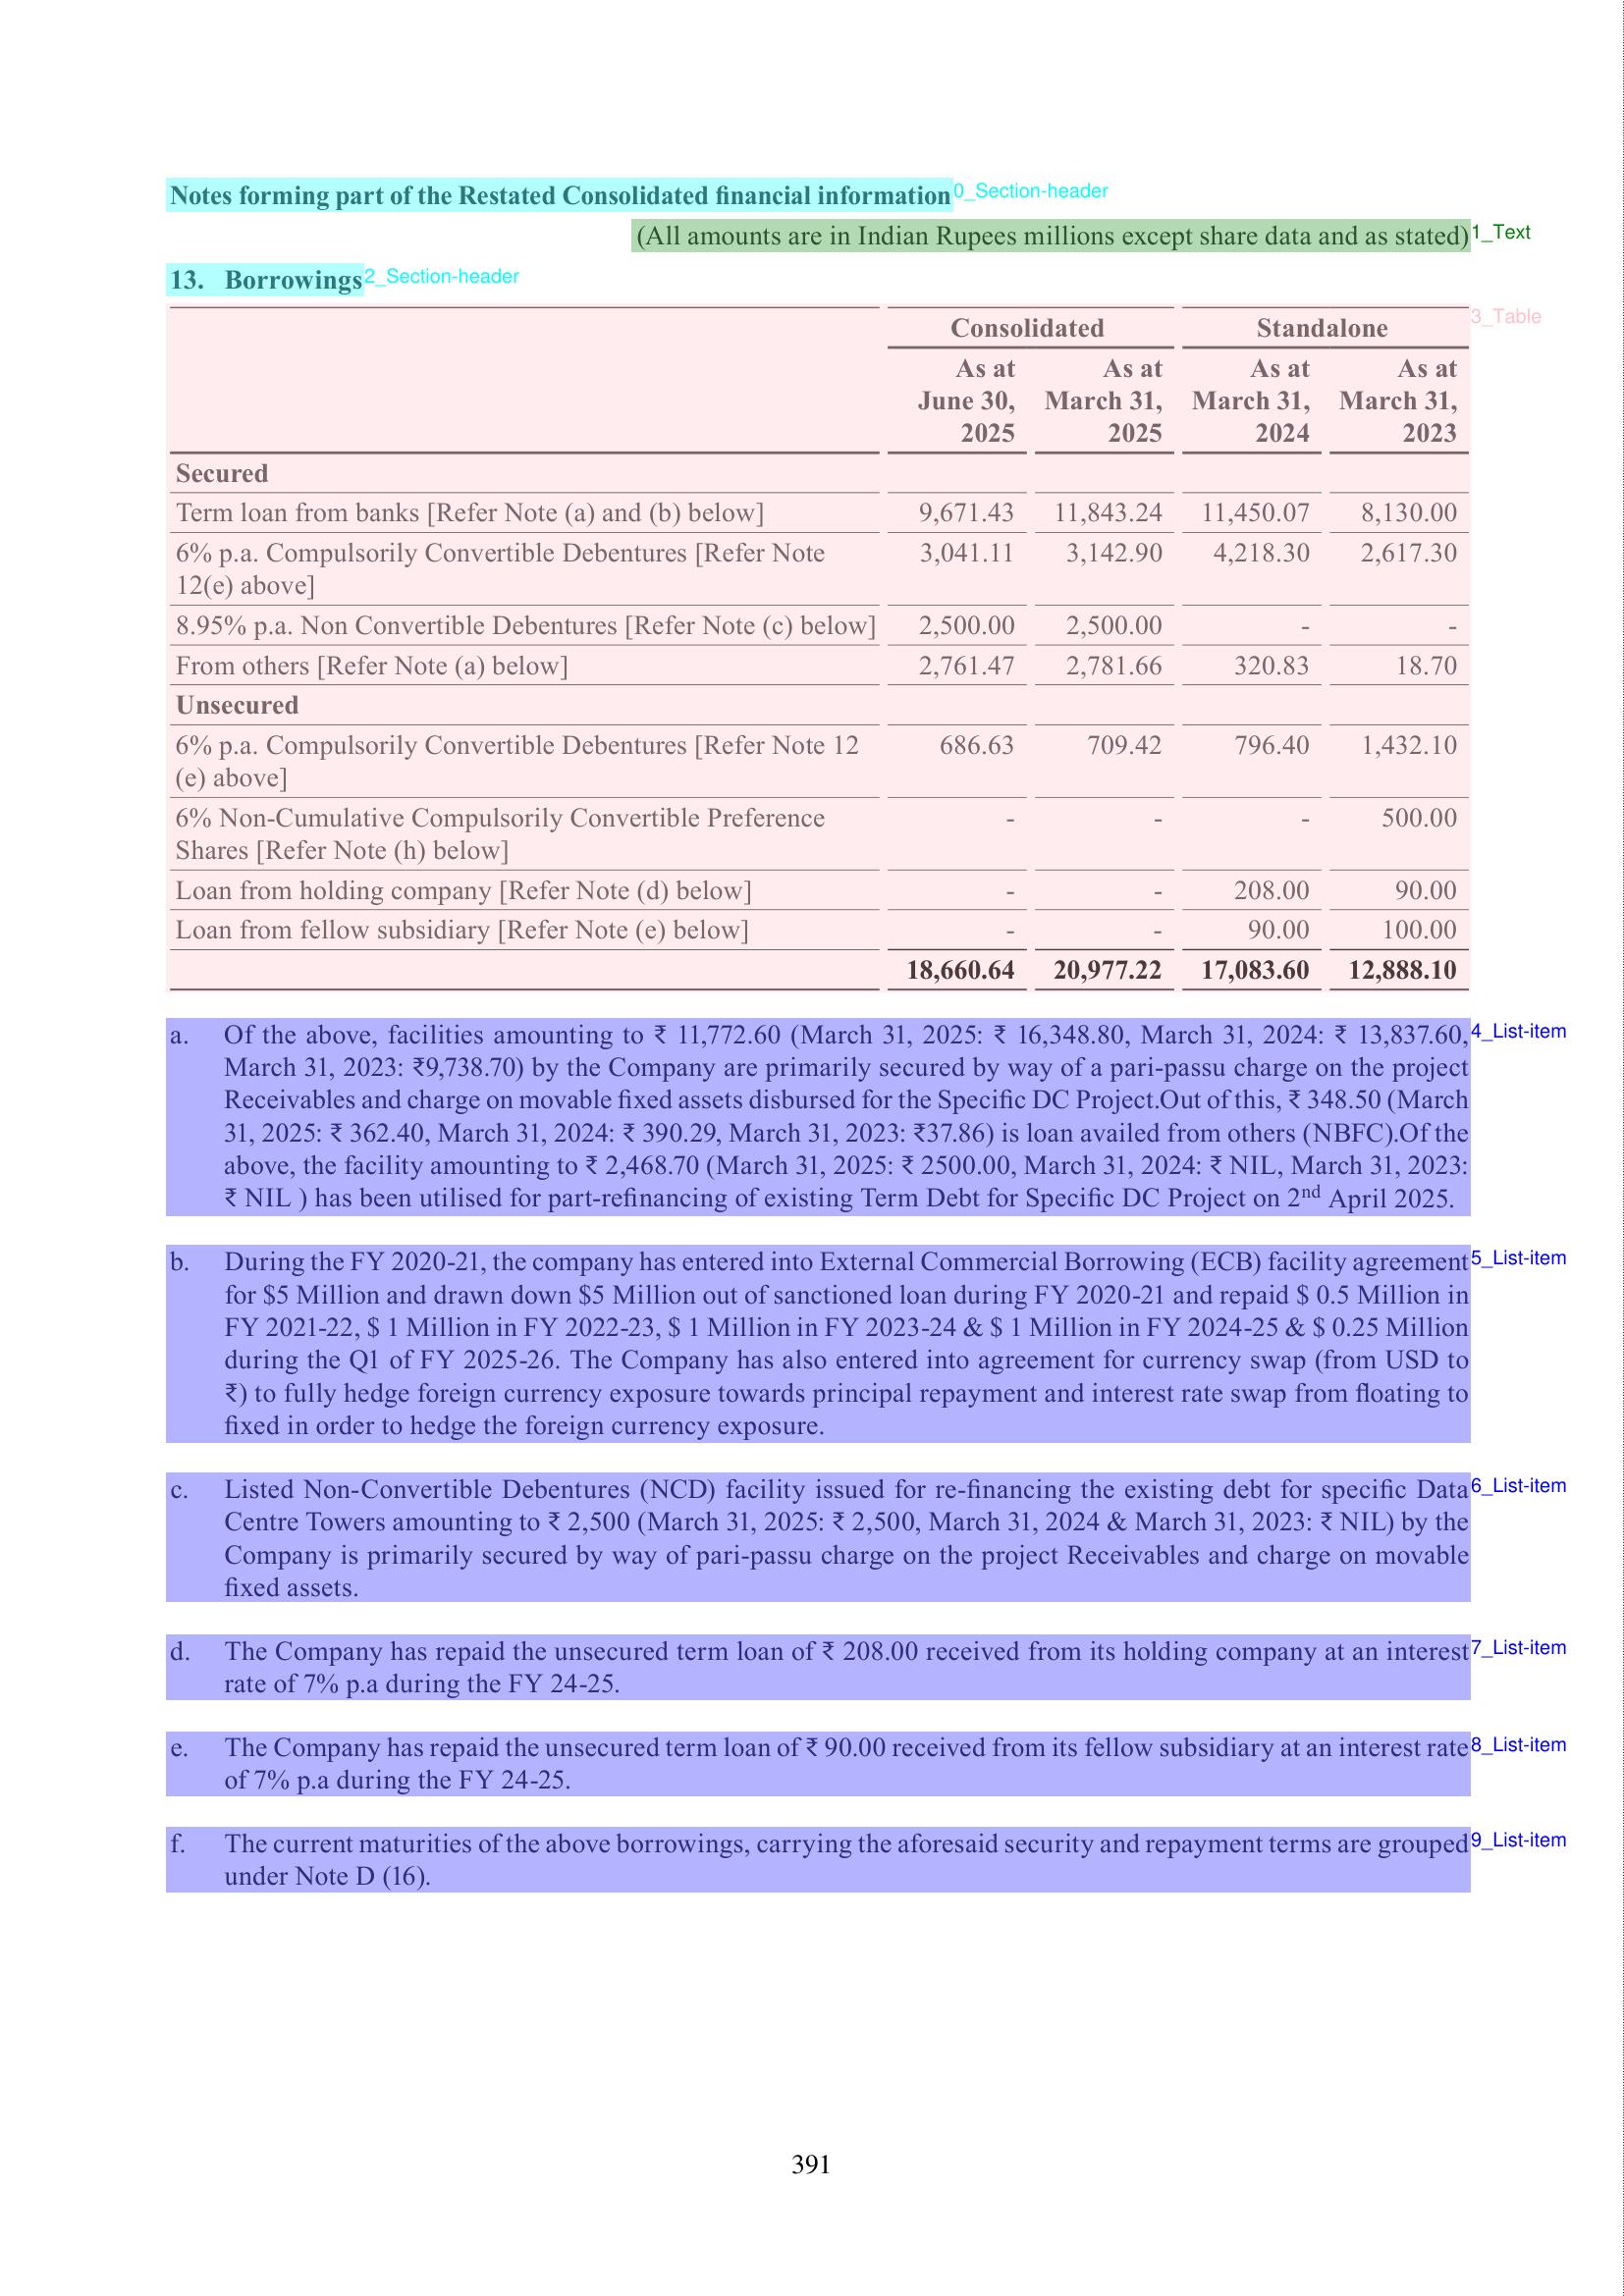 Notes forming part of the Restated Consolidated financial information
0_Section-header
(All amounts are in Indian Rupees millions except share data and as stated)
1_Text
13. Borrowings
2_Section-header
3_Table
Consolidated Standalone
As at As at As at As at
June 30, March 31, March 31, March 31,
2025 2025 2024 2023
Secured
Term loan from banks [Refer Note (a) and (b) below] 9,671.43 11,843.24 11,450.07 8,130.00
6% p.a. Compulsorily Convertible Debentures [Refer Note 3,041.11 3,142.90 4,218.30 2,617.30
12(e) above]
8.95% p.a. Non Convertible Debentures [Refer Note (c) below] 2,500.00 2,500.00 - -
From others [Refer Note (a) below] 2,761.47 2,781.66 320.83 18.70
Unsecured
6% p.a. Compulsorily Convertible Debentures [Refer Note 12 686.63 709.42 796.40 1,432.10
(e) above]
6% Non-Cumulative Compulsorily Convertible Preference - - - 500.00
Shares [Refer Note (h) below]
Loan from holding company [Refer Note (d) below] - - 208.00 90.00
Loan from fellow subsidiary [Refer Note (e) below] - - 90.00 100.00
18,660.64 20,977.22 17,083.60 12,888.10
4_List-item
a. Of the above, facilities amounting to ₹ 11,772.60 (March 31, 2025: ₹ 16,348.80, March 31, 2024: ₹ 13,837.60,
March 31, 2023: ₹9,738.70) by the Company are primarily secured by way of a pari-passu charge on the project
Receivables and charge on movable fixed assets disbursed for the Specific DC Project.Out of this, ₹ 348.50 (March
31, 2025: ₹ 362.40, March 31, 2024: ₹ 390.29, March 31, 2023: ₹37.86) is loan availed from others (NBFC).Of the
above, the facility amounting to ₹ 2,468.70 (March 31, 2025: ₹ 2500.00, March 31, 2024: ₹ NIL, March 31, 2023:
₹ NIL ) has been utilised for part-refinancing of existing Term Debt for Specific DC Project on 2nd April 2025.
5_List-item
b. During the FY 2020-21, the company has entered into External Commercial Borrowing (ECB) facility agreement
for $5 Million and drawn down $5 Million out of sanctioned loan during FY 2020-21 and repaid $ 0.5 Million in
FY 2021-22, $ 1 Million in FY 2022-23, $ 1 Million in FY 2023-24 & $ 1 Million in FY 2024-25 & $ 0.25 Million
during the Q1 of FY 2025-26. The Company has also entered into agreement for currency swap (from USD to
₹) to fully hedge foreign currency exposure towards principal repayment and interest rate swap from floating to
fixed in order to hedge the foreign currency exposure.
6_List-item
c. Listed Non-Convertible Debentures (NCD) facility issued for re-financing the existing debt for specific Data
Centre Towers amounting to ₹ 2,500 (March 31, 2025: ₹ 2,500, March 31, 2024 & March 31, 2023: ₹ NIL) by the
Company is primarily secured by way of pari-passu charge on the project Receivables and charge on movable
fixed assets.
7_List-item
d. The Company has repaid the unsecured term loan of ₹ 208.00 received from its holding company at an interest
rate of 7% p.a during the FY 24-25.
8_List-item
e. The Company has repaid the unsecured term loan of ₹ 90.00 received from its fellow subsidiary at an interest rate
of 7% p.a during the FY 24-25.
9_List-item
f. The current maturities of the above borrowings, carrying the aforesaid security and repayment terms are grouped
under Note D (16).
391